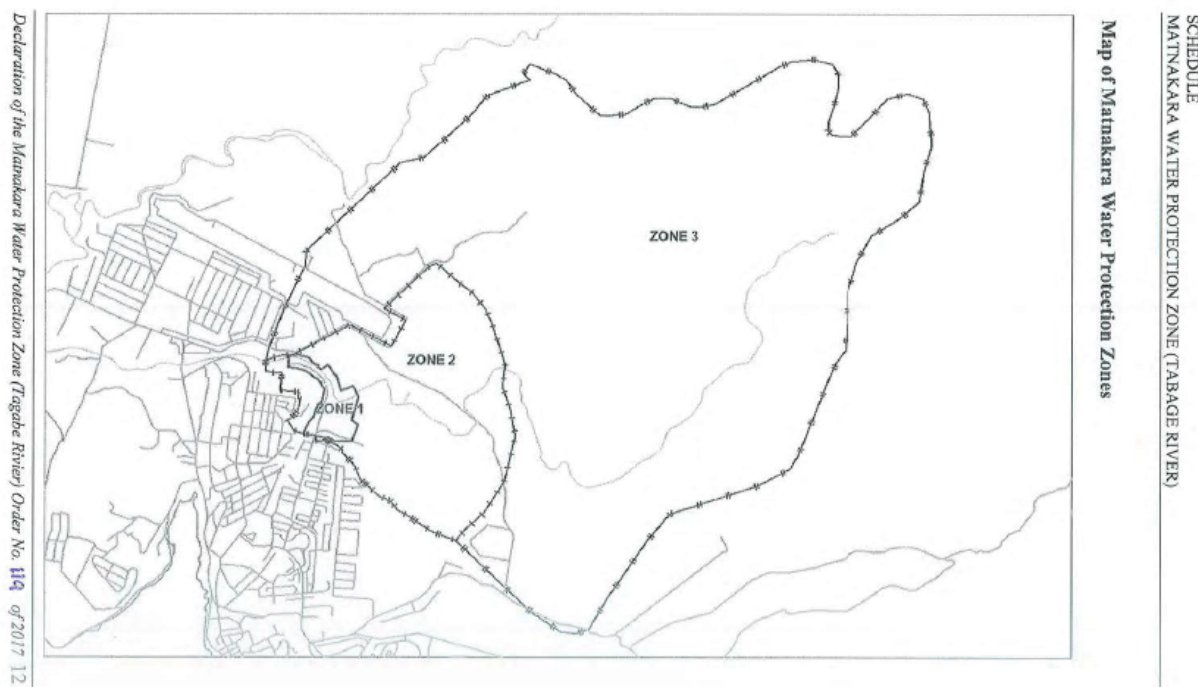 SCHEDULE
MATNAKARA WATER PROTECTION ZONE (TABAGE RIVER)
Map of Matnakara Water Protection Zones
ZONE 3
ZONE 2
ZONE 1
Declaration of the Matnakara Water Protection Zone (Tagabe Rivier) Order No. 119 of 2017 12